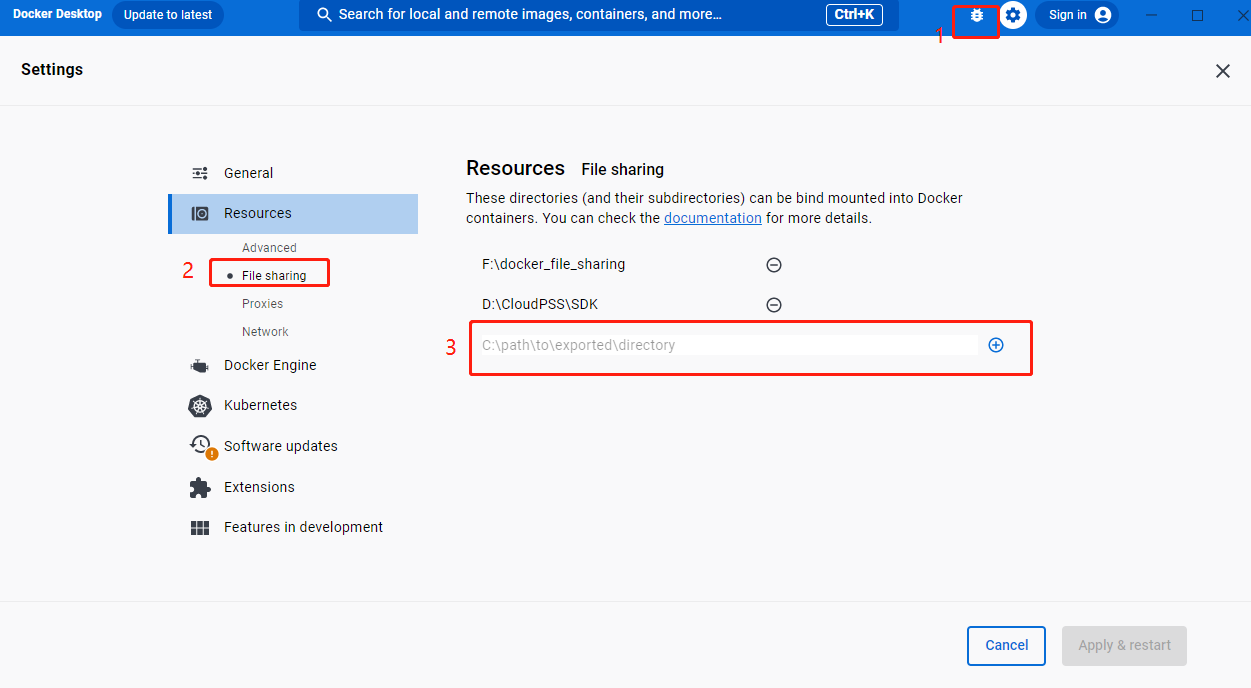 Docker Desktop
Update to latest
Search for local and remote images, containers, and more...
Ctrl+K
Sign in
1
Settings
General
Resources
Advanced
2
File sharing
Proxies
Network
Docker Engine
Kubernetes
Software updates
Extensions
Features in development
Resources File sharing
These directories (and their subdirectories) can be bind mounted into Docker
containers. You can check the documentation for more details.
F:\docker_file_sharing
D:\CloudPSS\SDK
3
C:\path\to\exported\directory
Cancel
Apply & restart